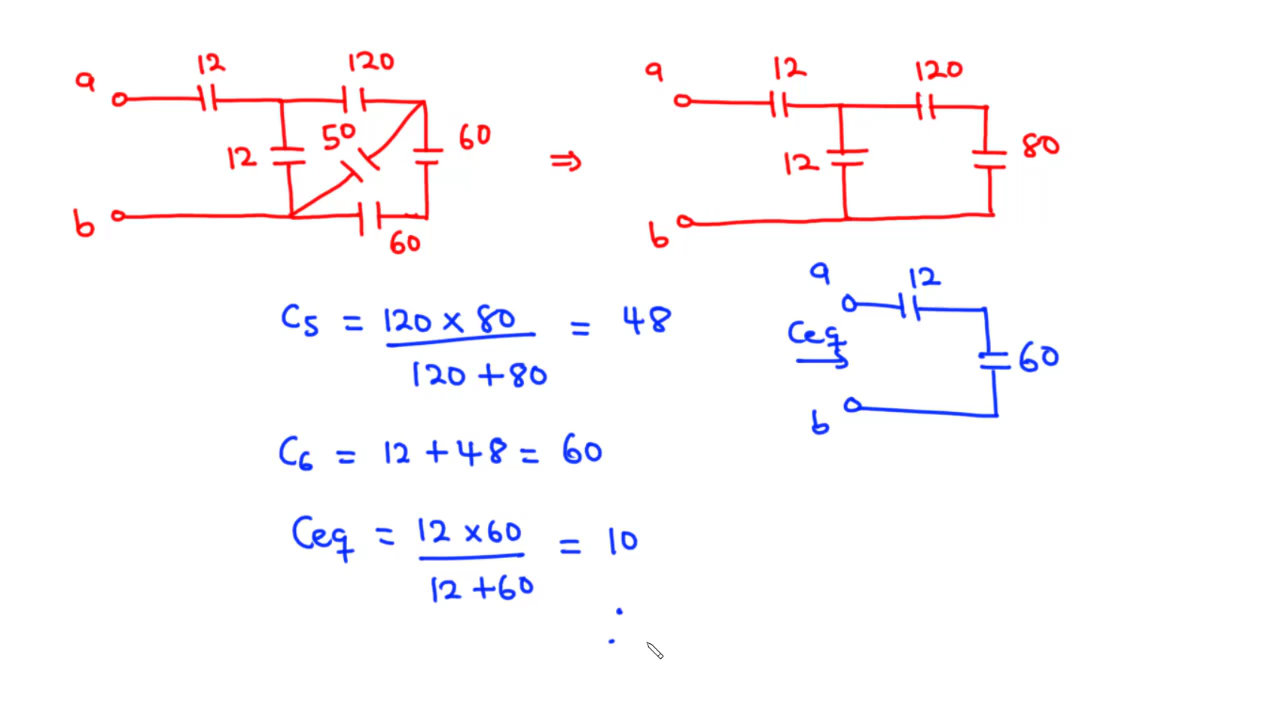 a 12 120
12 50 60
b 60
⇒
a 12 120
12 80
b
C5 = 120 x 80 = 48
120 + 80
C6 = 12 + 48 = 60
Ceq = 12 x 60 = 10
12 + 60
a 12
Ceq 60
b